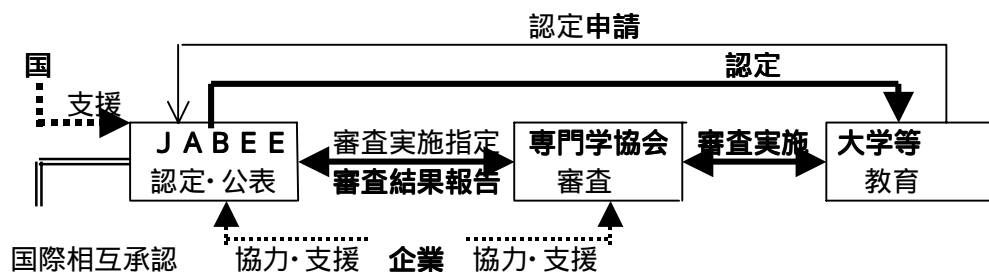 認定申請
国
認定
支援
ＪＡＢＥＥ
認定・公表
審査実施指定
審査結果報告
専門学協会
審査
審査実施
大学等
教育
国際相互承認 協力・支援 企業 協力・支援